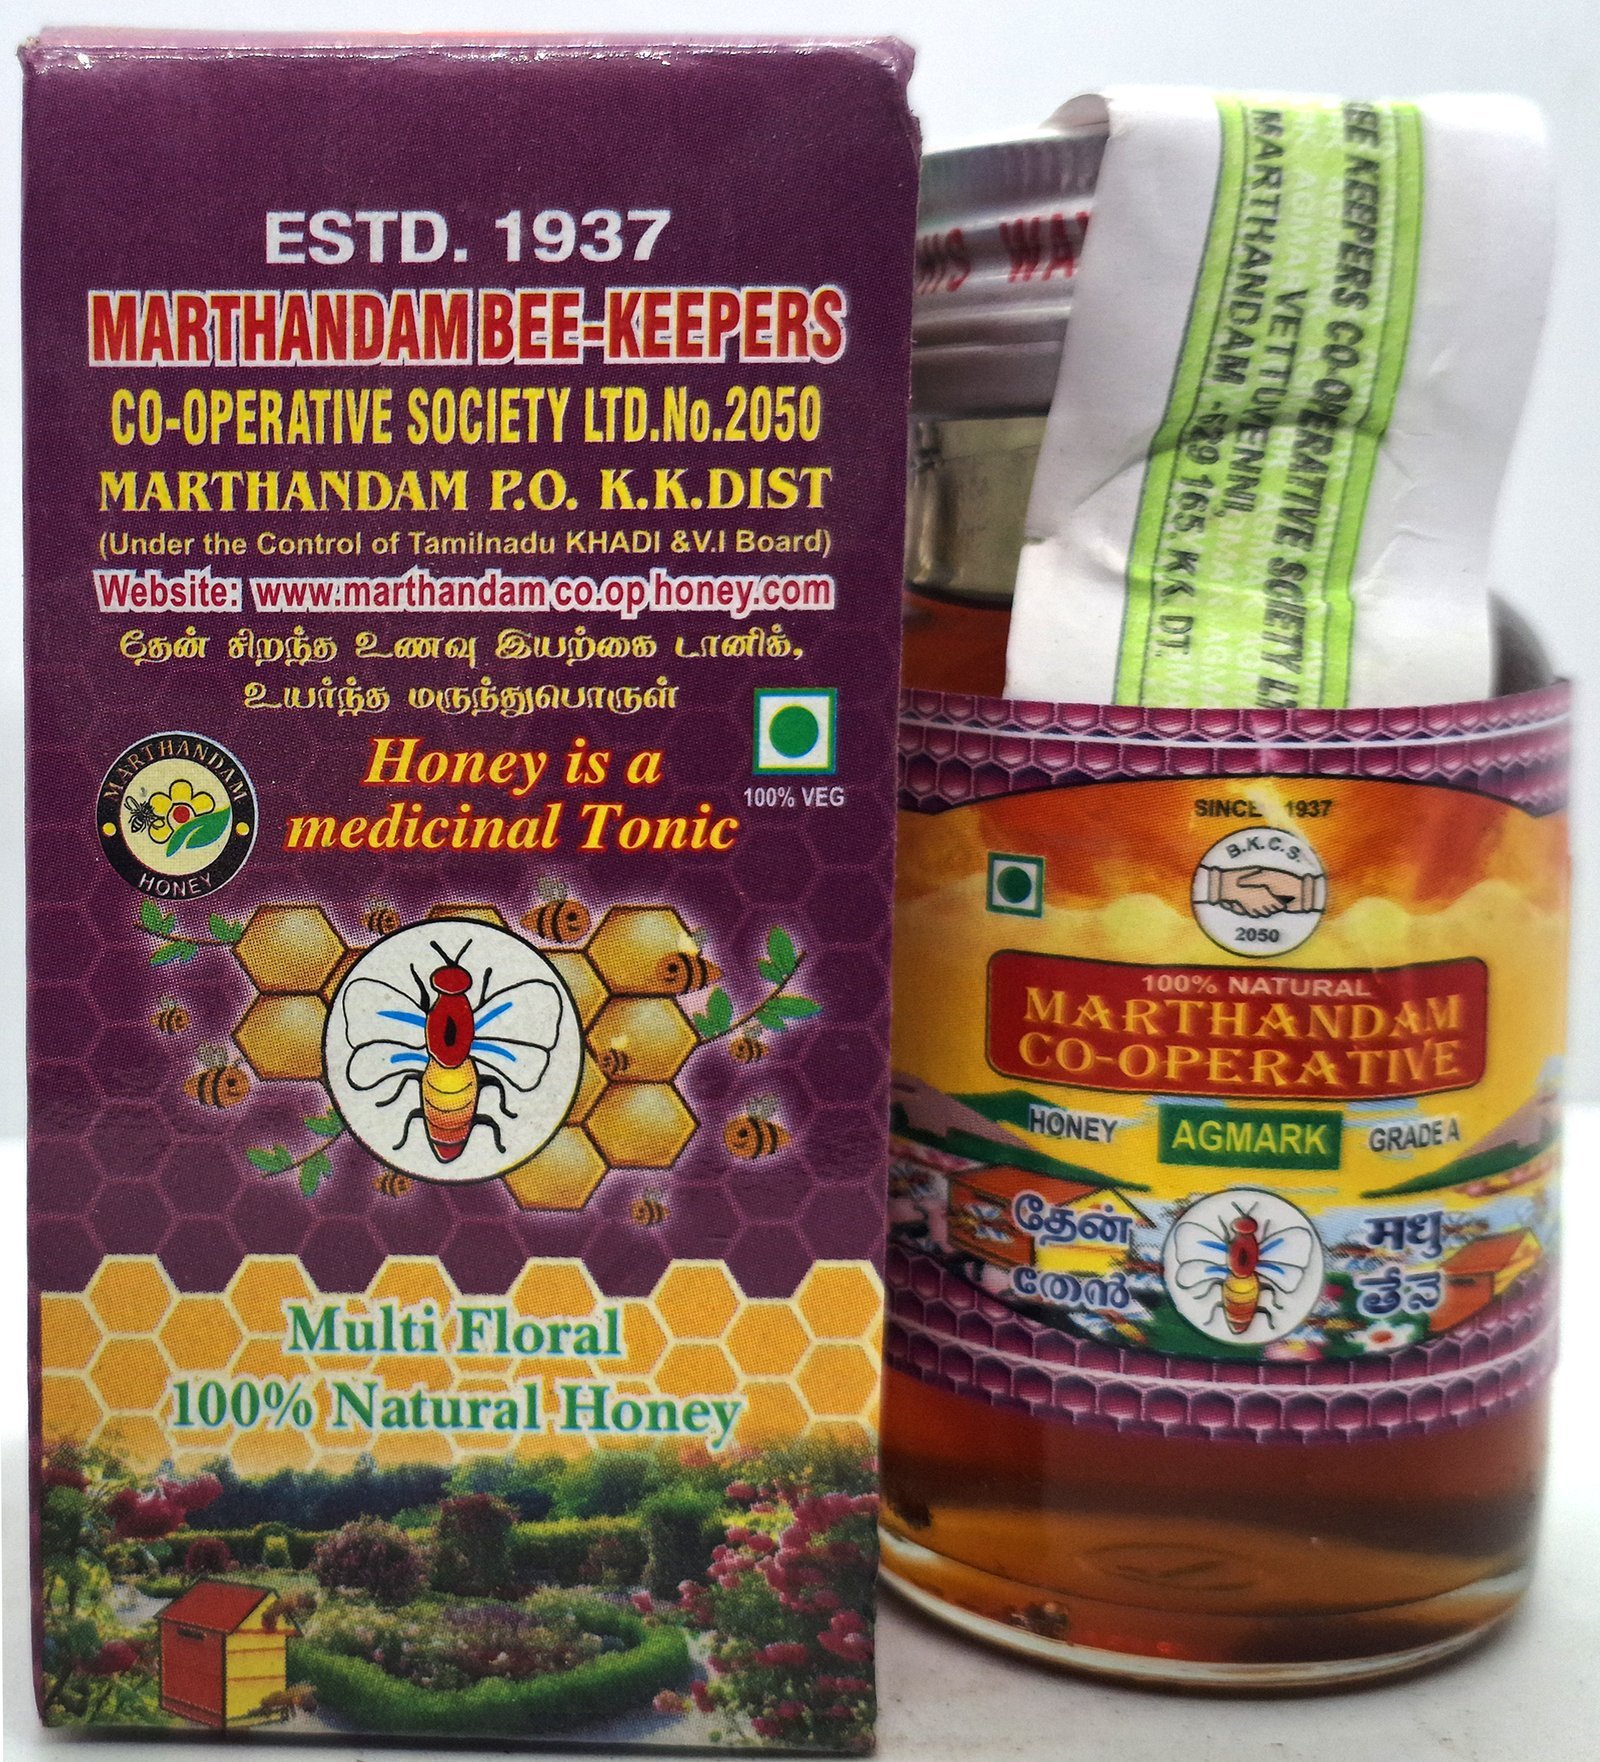 ESTD. 1937
MARTHANDAM BEE-KEEPERS
CO-OPERATIVE SOCIETY LTD.No.2050
MARTHANDAM P.O. K.K.DIST
(Under the Control of Tamilnadu KHADI &V.I Board)
Website: www.marthandam co.op honey.com
தேன் சிறந்த உணவு இயற்கை டானிக்,
உயர்ந்த மருந்துபொருள்
MARTHANDAM
HONEY
Honey is a
medicinal Tonic
100% VEG
Multi Floral
100% Natural Honey
BEE KEEPERS CO-OPERATIVE SOCIETY
VETTUVENNI,
MARTHANDAM -629 165. K.K. DT.
SINCE 1937
B.K.C.S.
2050
100% NATURAL
MARTHANDAM
CO-OPERATIVE
HONEY AGMARK GRADE A
தேன் मधु
തേൻ తేనె